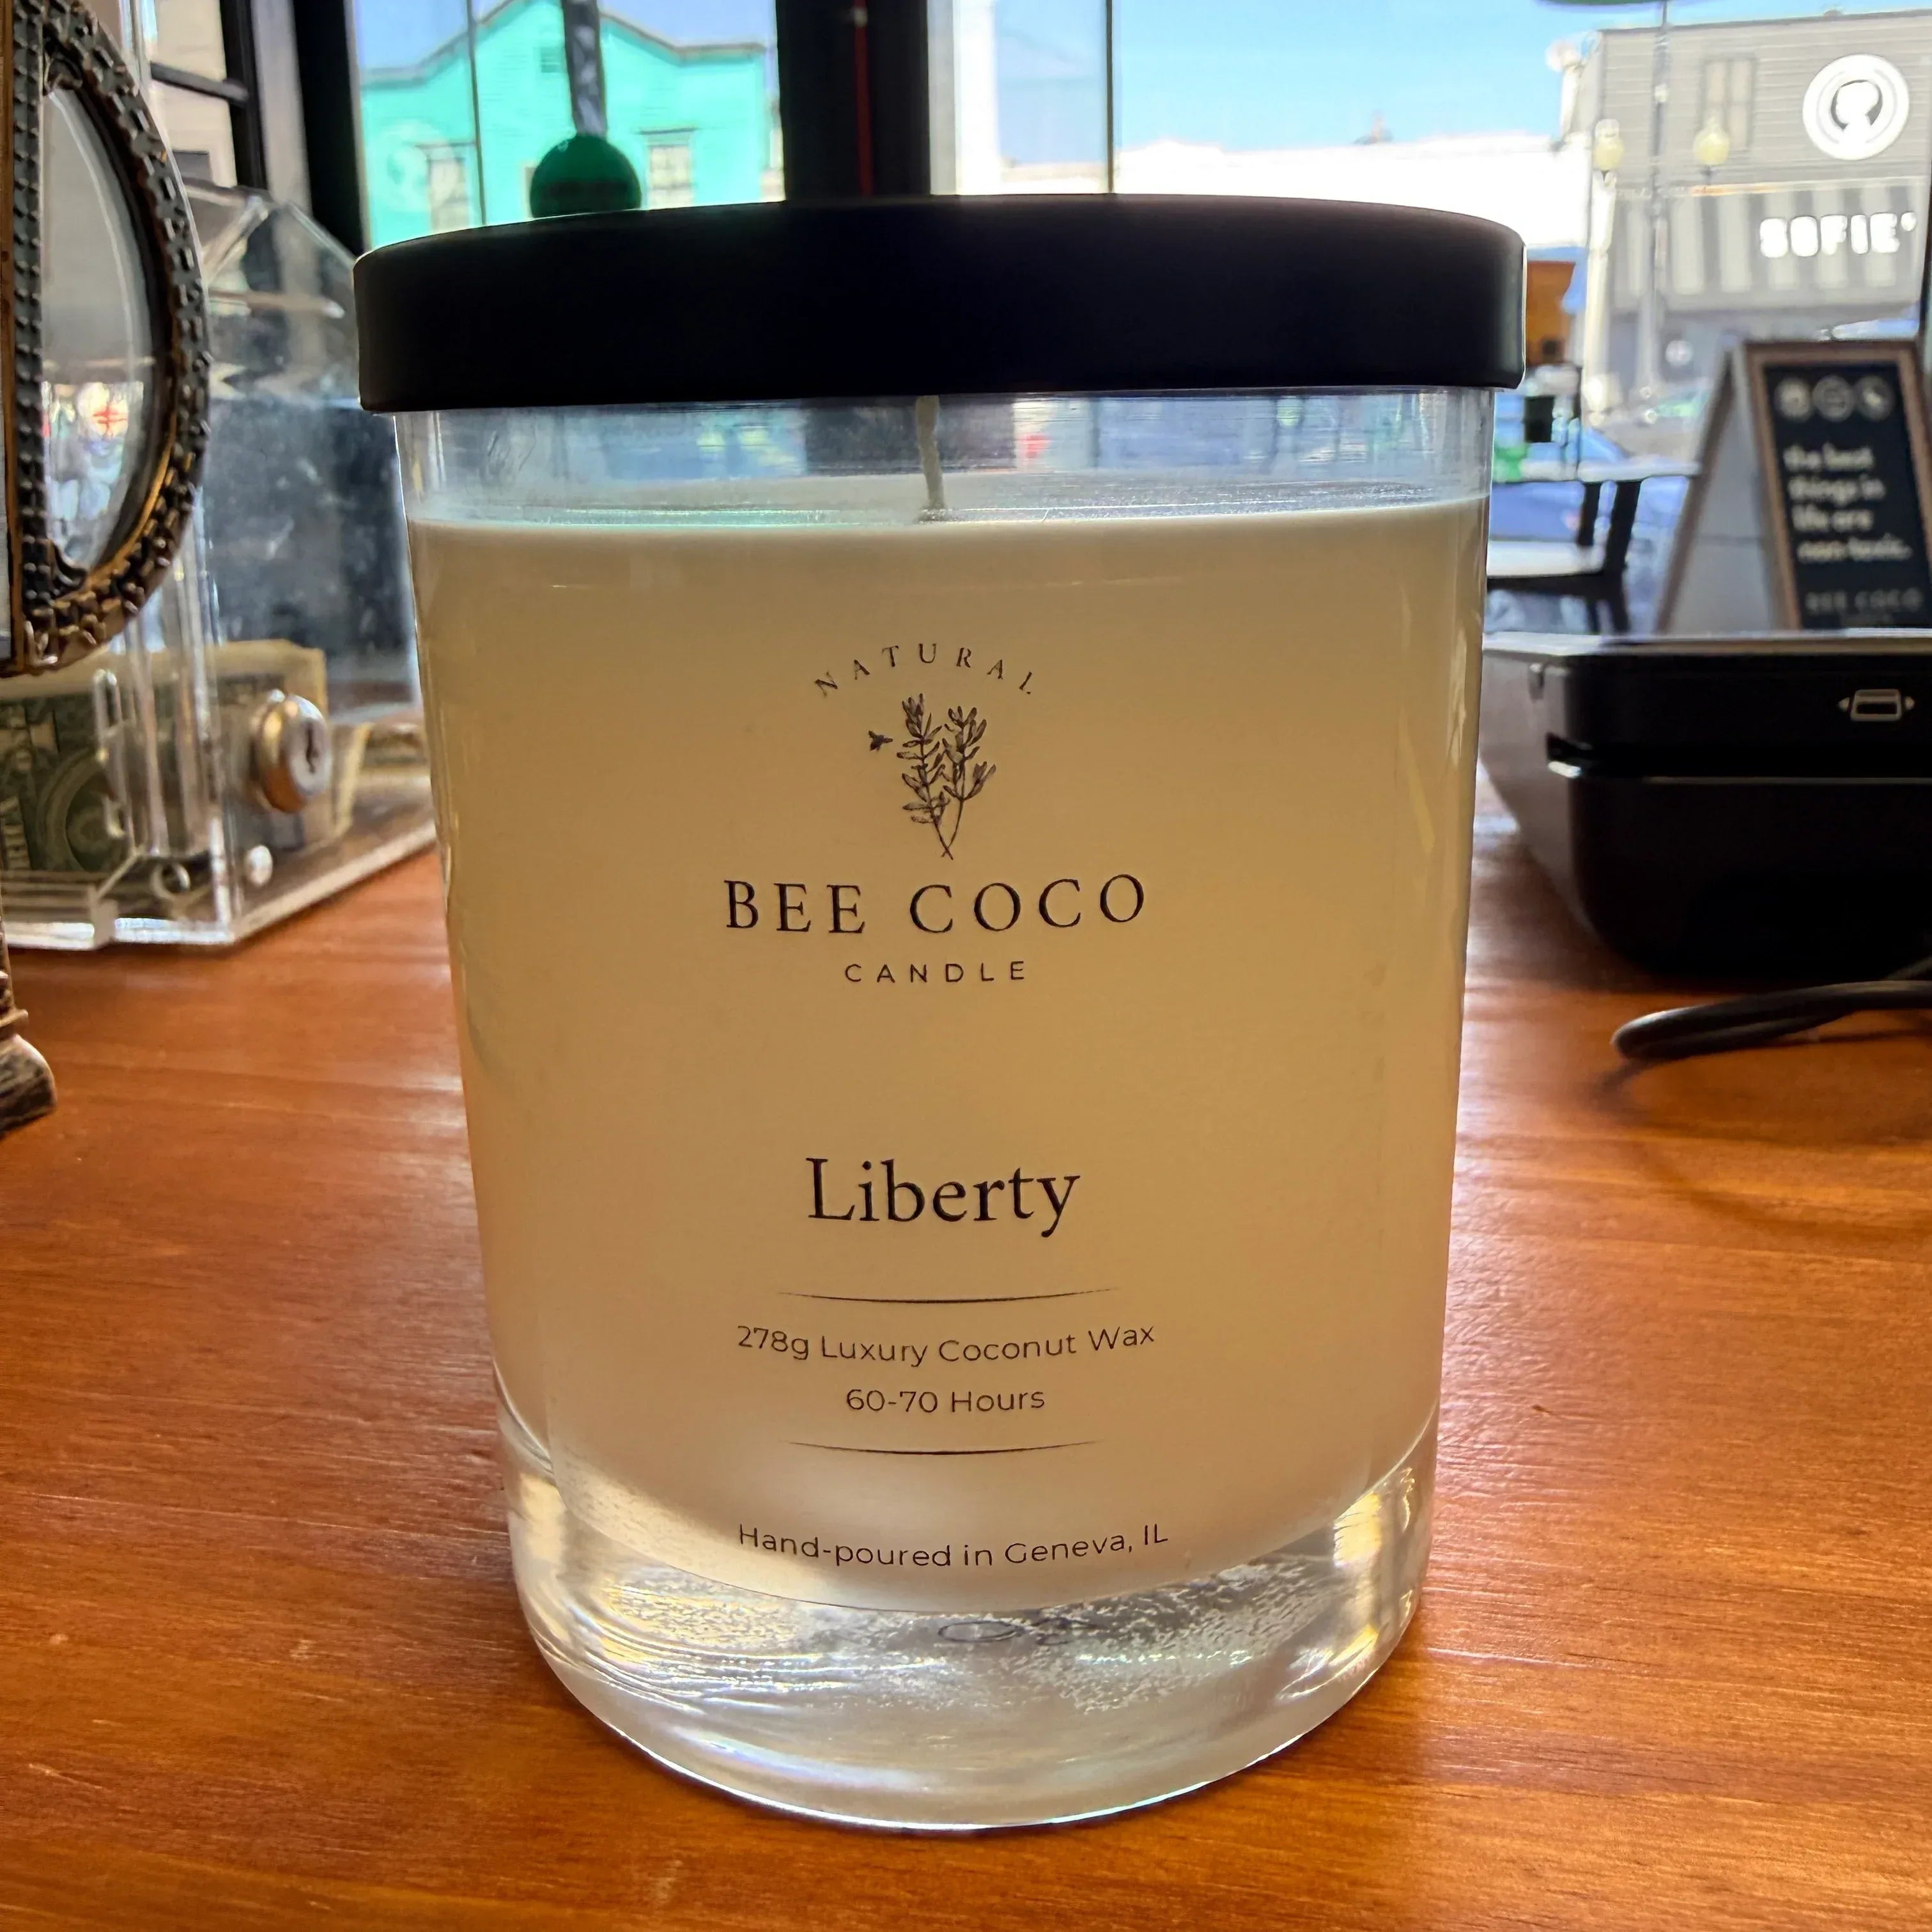 SOFIE'
the best
things in
life are
non-toxic.
BEE COCO
NATURAL
BEE COCO
CANDLE
Liberty
278g Luxury Coconut Wax
60-70 Hours
Hand-poured in Geneva, IL